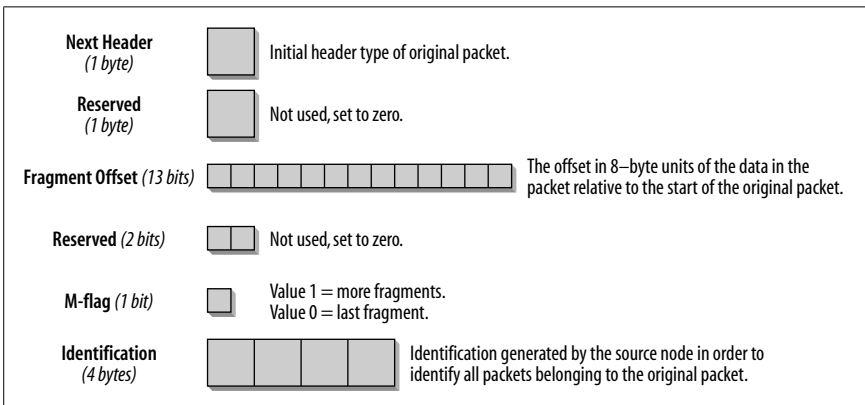 Next Header
(1 byte)
Initial header type of original packet.
Reserved
(1 byte)
Not used, set to zero.
Fragment Offset (13 bits)
The offset in 8–byte units of the data in the
packet relative to the start of the original packet.
Reserved (2 bits)
Not used, set to zero.
M-flag (1 bit)
Value 1 = more fragments.
Value 0 = last fragment.
Identification
(4 bytes)
Identification generated by the source node in order to
identify all packets belonging to the original packet.